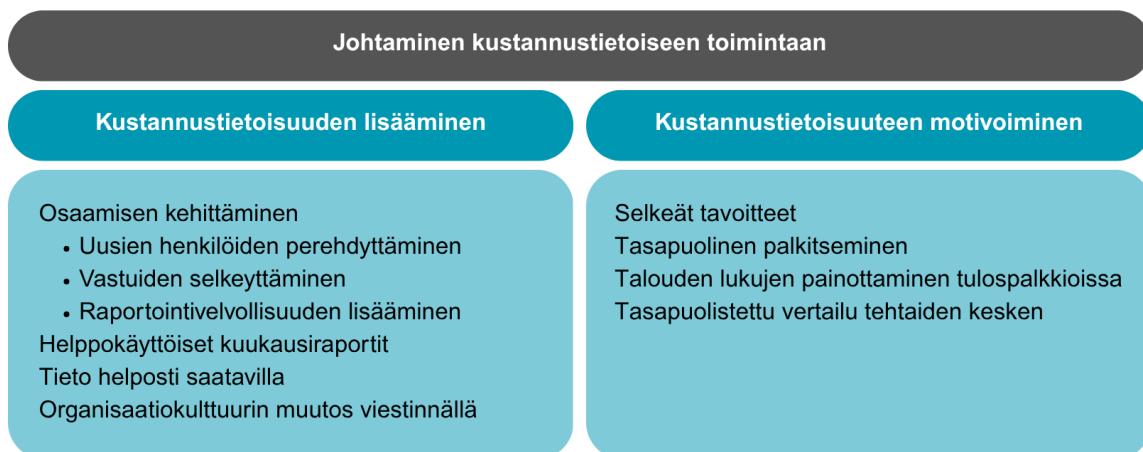 Johtaminen kustannustietoiseen toimintaan
Kustannustietoisuuden lisääminen
Osaamisen kehittäminen
• Uusien henkilöiden perehdyttäminen
• Vastuiden selkeyttäminen
• Raportointivelvollisuuden lisääminen
Helppokäyttöiset kuukausiraportit
Tieto helposti saatavilla
Organisaatiokulttuurin muutos viestinnällä
Kustannustietoisuuteen motivoiminen
Selkeät tavoitteet
Tasapuolinen palkitseminen
Talouden lukujen painottaminen tulospalkkioissa
Tasapuolistettu vertailu tehtaiden kesken